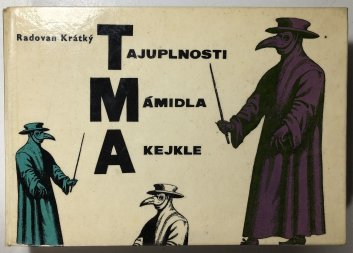 Radovan Krátký
TAJUPLNOSTI
MÁMIDLA
A KEJKLE